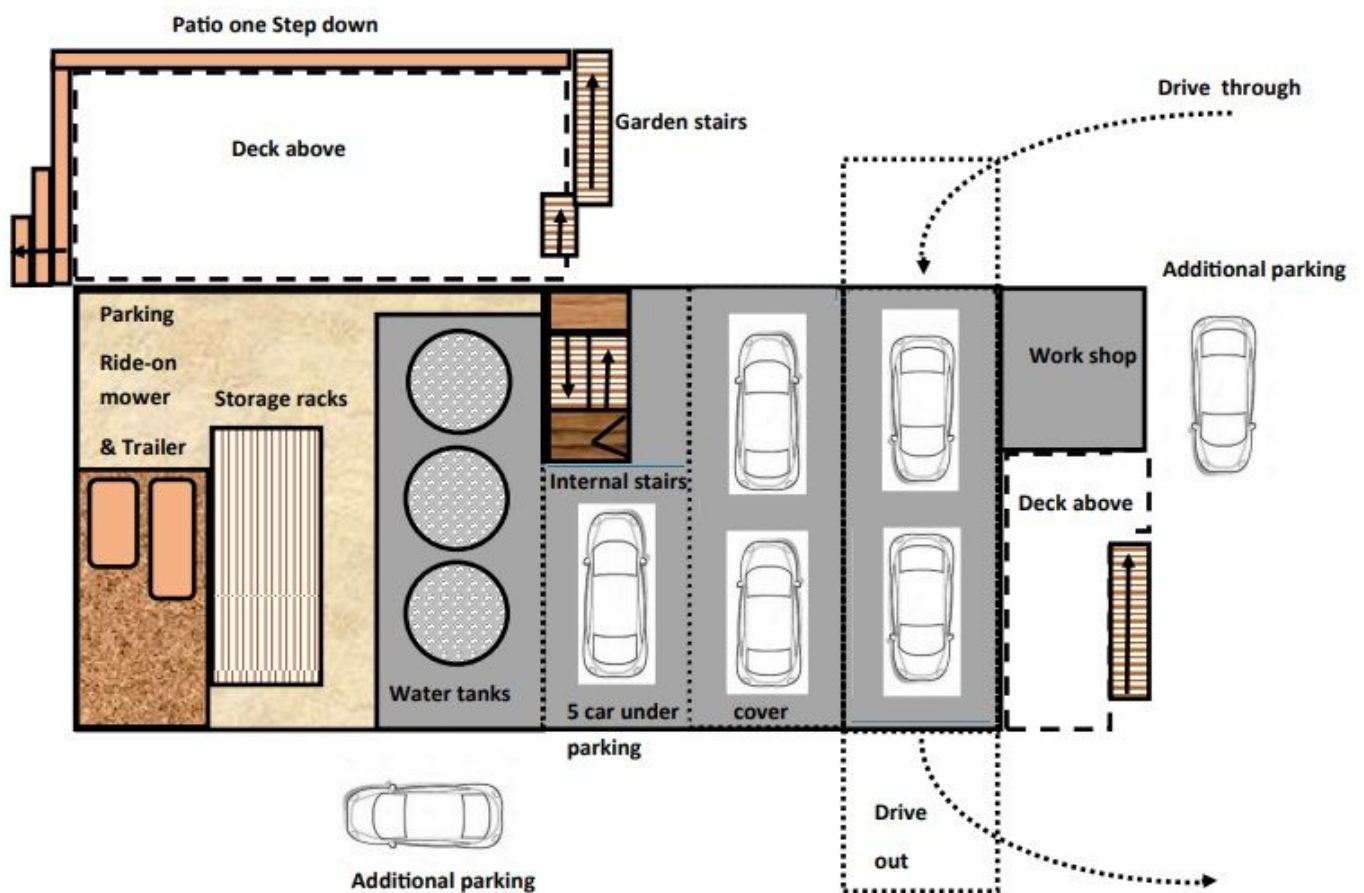 Patio one Step down
Drive through
Garden stairs
Deck above
Additional parking
Parking
Ride-on
mower
& Trailer
Storage racks
Work shop
Internal stairs
Deck above
Water tanks
5 car under cover
parking
Drive
out
Additional parking